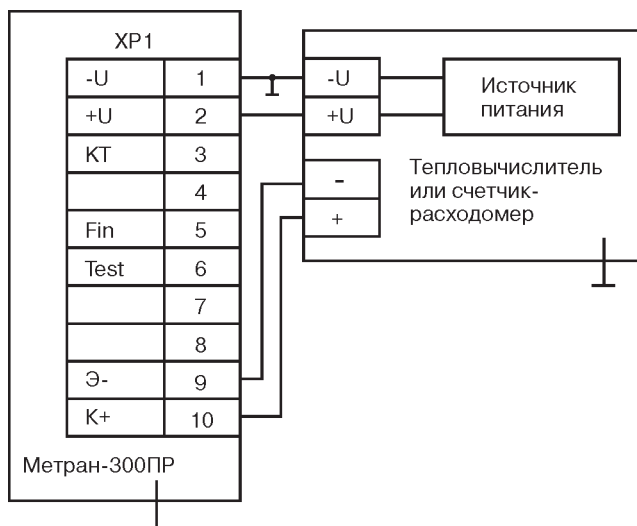 XP1
-U 1
+U 2
KT 3
4
Fin 5
Test 6
7
8
Э- 9
К+ 10
Метран-300ПР
-U
+U
-
+
Источник
питания
Тепловычислитель
или счетчик-
расходомер